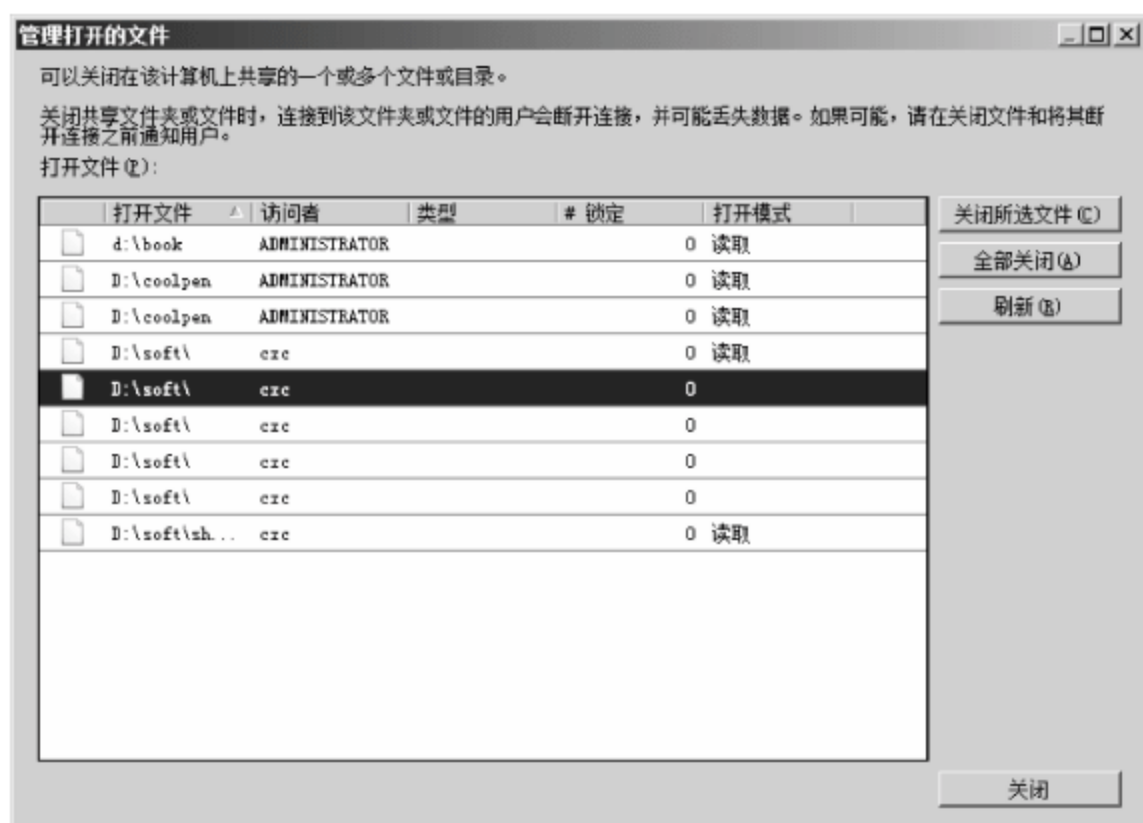 管理打开的文件
可以关闭在该计算机上共享的一个或多个文件或目录。
关闭共享文件夹或文件时，连接到该文件夹或文件的用户会断开连接，并可能丢失数据。如果可能，请在关闭文件和将其断
开连接之前通知用户。
打开文件(P):
打开文件 访问者 类型 # 锁定 打开模式
d:\book ADMINISTRATOR 0 读取
D:\coolpen ADMINISTRATOR 0 读取
D:\coolpen ADMINISTRATOR 0 读取
D:\soft\ czc 0 读取
D:\soft\ czc 0
D:\soft\ czc 0
D:\soft\ czc 0
D:\soft\ czc 0
D:\soft\sh... czc 0 读取
关闭所选文件(C)
全部关闭(A)
刷新(R)
关闭